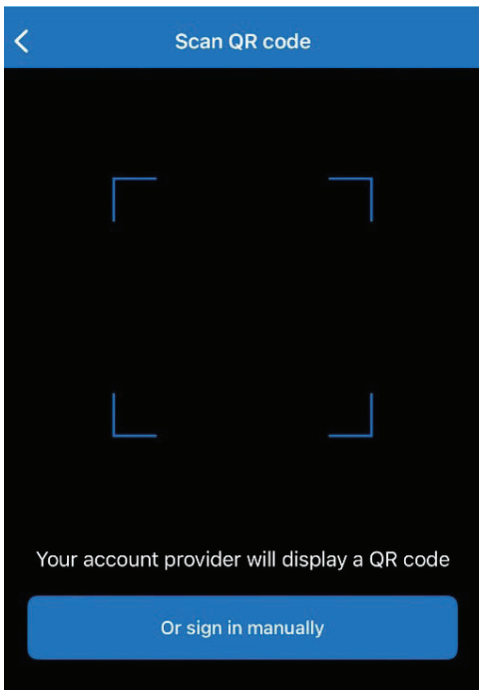 Scan QR code
Your account provider will display a QR code
Or sign in manually